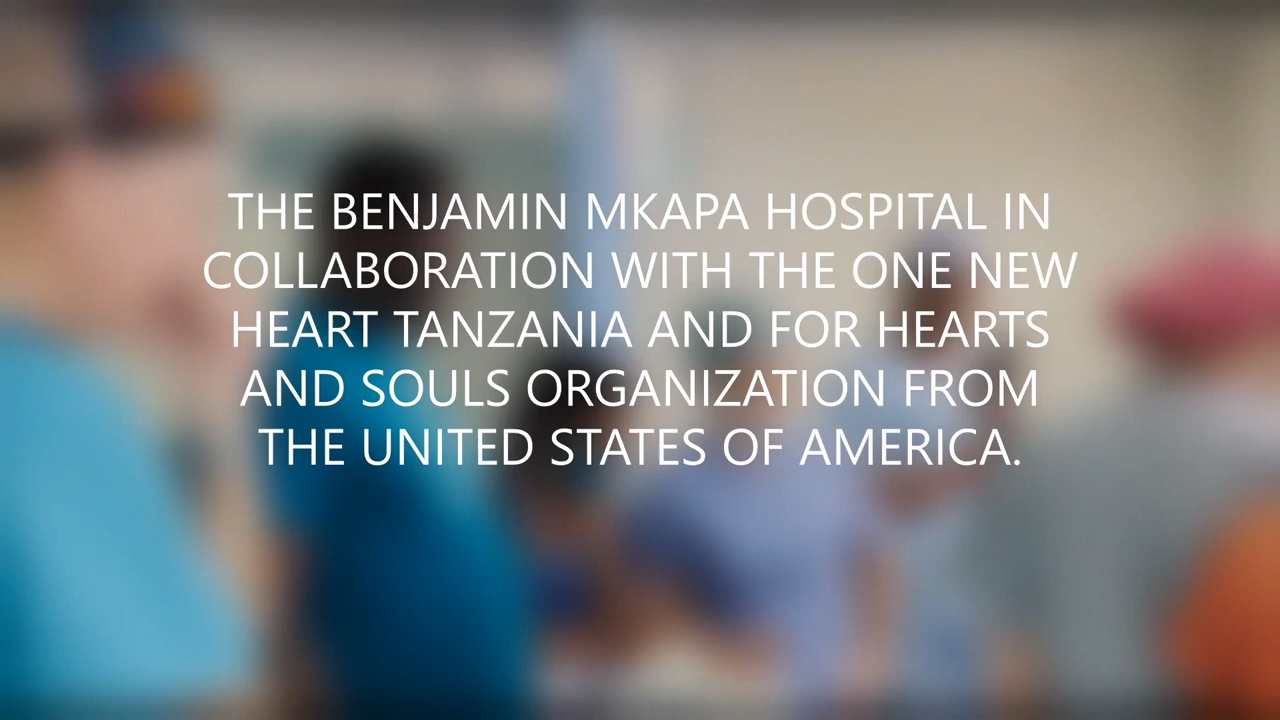 THE BENJAMIN MKAPA HOSPITAL IN
COLLABORATION WITH THE ONE NEW
HEART TANZANIA AND FOR HEARTS
AND SOULS ORGANIZATION FROM
THE UNITED STATES OF AMERICA.